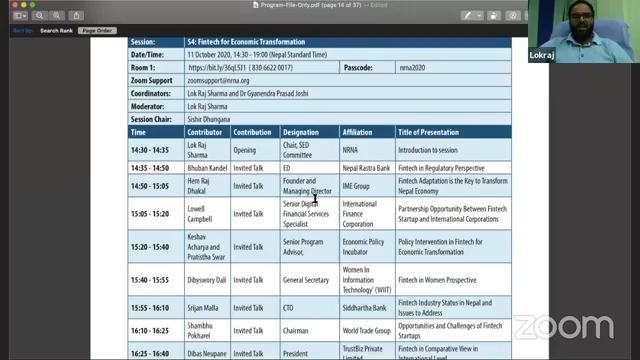 Program-File-Only.pdf (page 14 of 37) — Edited
Sort by: Search Rank Page Order
Session: S4: Fintech for Economic Transformation
Date/Time: 11 October 2020, 14:30 - 19:00 (Nepal Standard Time)
Room 1: https://bit.ly/36qL5J1 ( 830 6622 0017) Passcode: nrna2020
Zoom Support zoomsupport@nrna.org
Coordinators: Lok Raj Sharma and Dr Gyanendra Prasad Joshi
Moderator: Lok Raj Sharma
Session Chair: Sishir Dhungana
Time Contributor Contribution Designation Affiliation Title of Presentation
14:30 - 14:35 Lok Raj Sharma Opening Chair, SED Committee NRNA Introduction to session
14:35 - 14:50 Bhuban Kandel Invited Talk ED Nepal Rastra Bank Fintech in Regulatory Perspective
14:50 - 15:05 Hem Raj Dhakal Invited Talk Founder and Managing Director IME Group Fintech Adaptation is the Key to Transform Nepal Economy
15:05 - 15:20 Lowell Campbell Invited Talk Senior Digital Financial Services Specialist International Finance Corporation Partnership Opportunity Between Fintech Startup and International Corporations
15:20 - 15:40 Keshav Acharya and Pratistha Swar Invited Talk Senior Program Advisor, Economic Policy Incubator Policy Intervention in Fintech for Economic Transformation
15:40 - 15:55 Dibyswory Dali Invited Talk General Secretary Women In Information Technology' (WIIT) Fintech in Women Prospective
15:55 - 16:10 Srijan Malla Invited Talk CTO Siddhartha Bank Fintech Industry Status in Nepal and Issues to Address
16:10 - 16:25 Shambhu Pokharel Invited Talk Chairman World Trade Group Opportunities and Challenges of Fintech Startups
16:25 - 16:40 Dibas Neupane Invited Talk President TrustBiz Private Limited Fintech in Comparative View in International Level
Lokraj
zoom